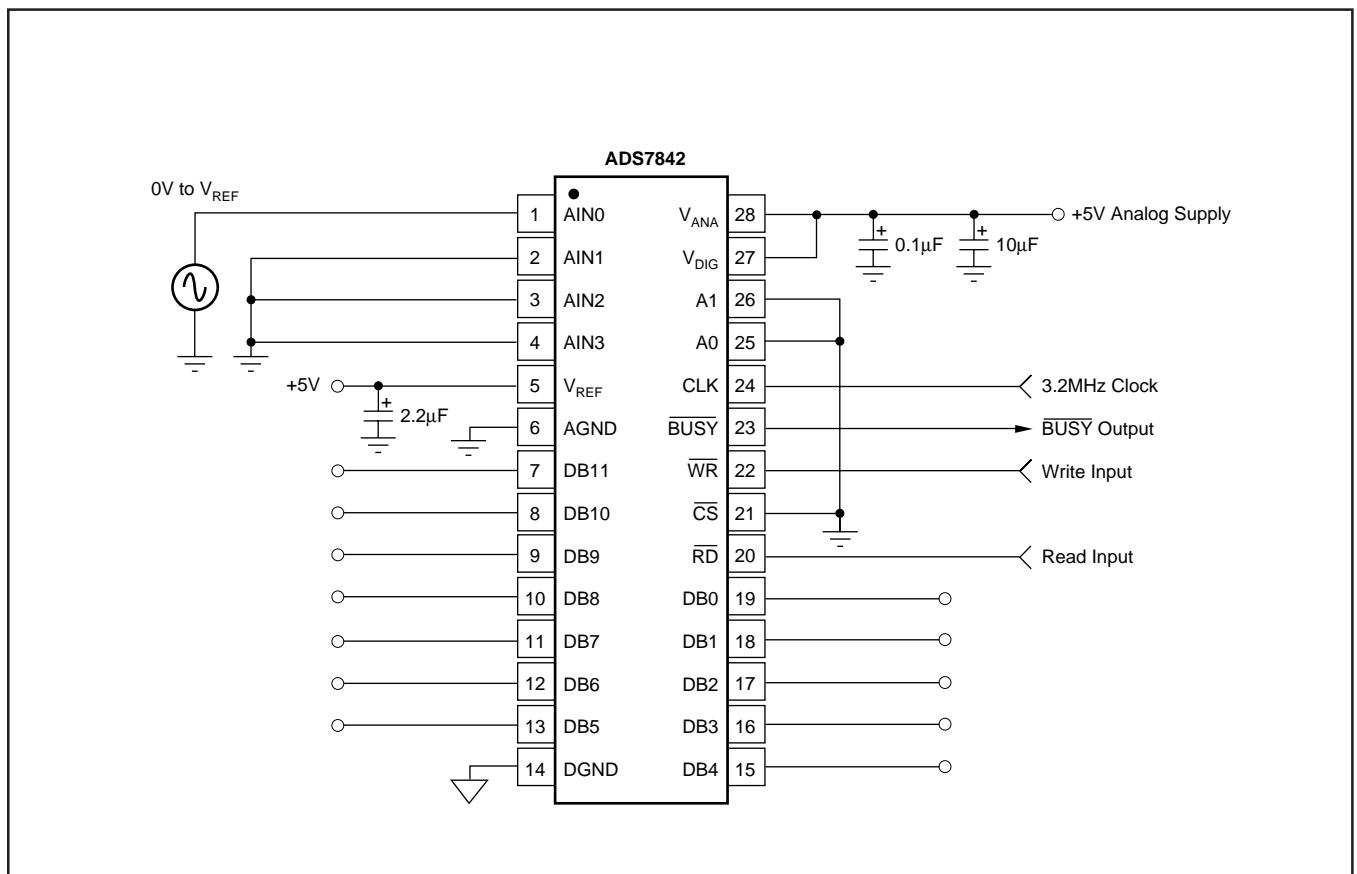 ADS7842
0V to VREF
1 AIN0 VANA 28 +5V Analog Supply
+ 0.1µF + 10µF
2 AIN1 VDIG 27
3 AIN2 A1 26
4 AIN3 A0 25
+5V 5 VREF CLK 24 3.2MHz Clock
+ 2.2µF
6 AGND BUSY 23 BUSY Output
7 DB11 WR 22 Write Input
8 DB10 CS 21
9 DB9 RD 20 Read Input
10 DB8 DB0 19
11 DB7 DB1 18
12 DB6 DB2 17
13 DB5 DB3 16
14 DGND DB4 15